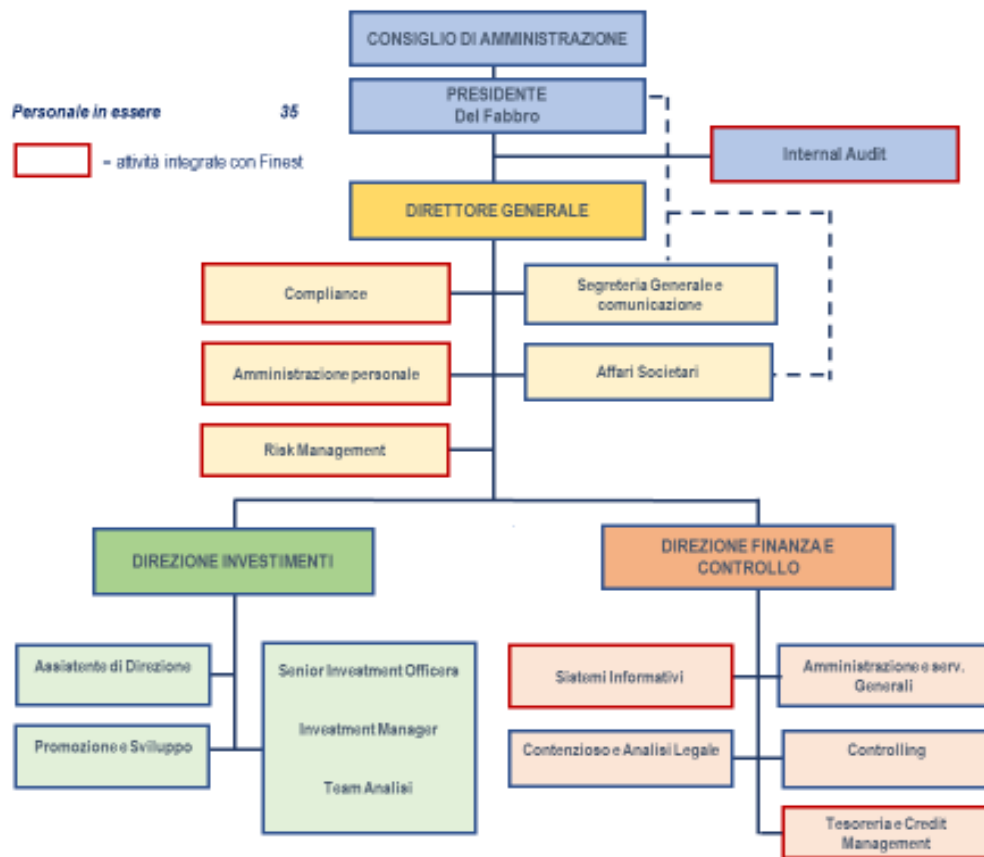 CONSIGLIO DI AMMINISTRAZIONE
PRESIDENTE
Del Fabbro
Personale in essere 35
= attività integrate con Finest
Internal Audit
DIRETTORE GENERALE
Compliance
Segreteria Generale e
comunicazione
Amministrazione personale
Affari Societari
Risk Management
DIREZIONE INVESTIMENTI
DIREZIONE FINANZA E
CONTROLLO
Assistente di Direzione
Promozione e Sviluppo
Senior Investment Officers
Investment Manager
Team Analisi
Sistemi Informativi
Amministrazione e serv.
Generali
Contenzioso e Analisi Legale
Controlling
Tesoreria e Credit
Management